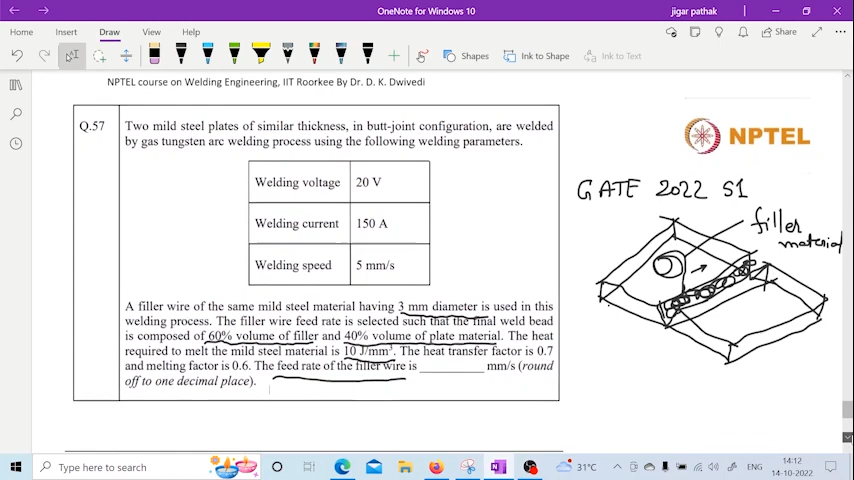 OneNote for Windows 10
jigar pathak
Home
Insert
Draw
View
Help
Share
Shapes
Ink to Shape
Ink to Text
NPTEL course on Welding Engineering, IIT Roorkee By Dr. D. K. Dwivedi
Q.57
Two mild steel plates of similar thickness, in butt-joint configuration, are welded
by gas tungsten arc welding process using the following welding parameters.
Welding voltage 20 V
Welding current 150 A
Welding speed 5 mm/s
A filler wire of the same mild steel material having 3 mm diameter is used in this
welding process. The filler wire feed rate is selected such that the final weld bead
is composed of 60% volume of filler and 40% volume of plate material. The heat
required to melt the mild steel material is 10 J/mm³. The heat transfer factor is 0.7
and melting factor is 0.6. The feed rate of the filler wire is __________ mm/s (round
off to one decimal place).
NPTEL
GATE 2022 S1
filler
material
Type here to search
31°C
ENG
14:12
14-10-2022